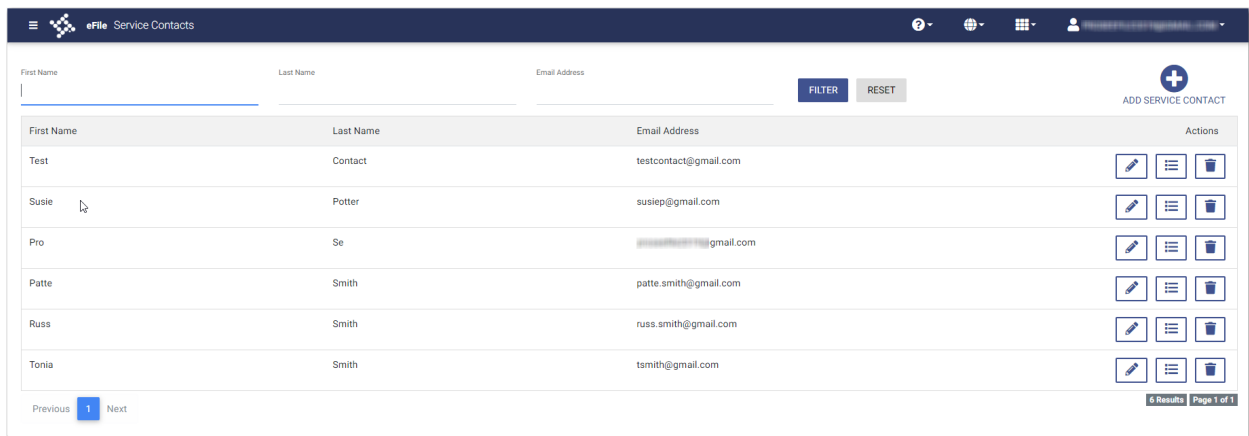 eFile Service Contacts
First Name Last Name Email Address
FILTER RESET
ADD SERVICE CONTACT
First Name Last Name Email Address Actions
Test Contact testcontact@gmail.com
Susie Potter susiep@gmail.com
Pro Se gmail.com
Patte Smith patte.smith@gmail.com
Russ Smith russ.smith@gmail.com
Tonia Smith tsmith@gmail.com
Previous 1 Next
6 Results Page 1 of 1